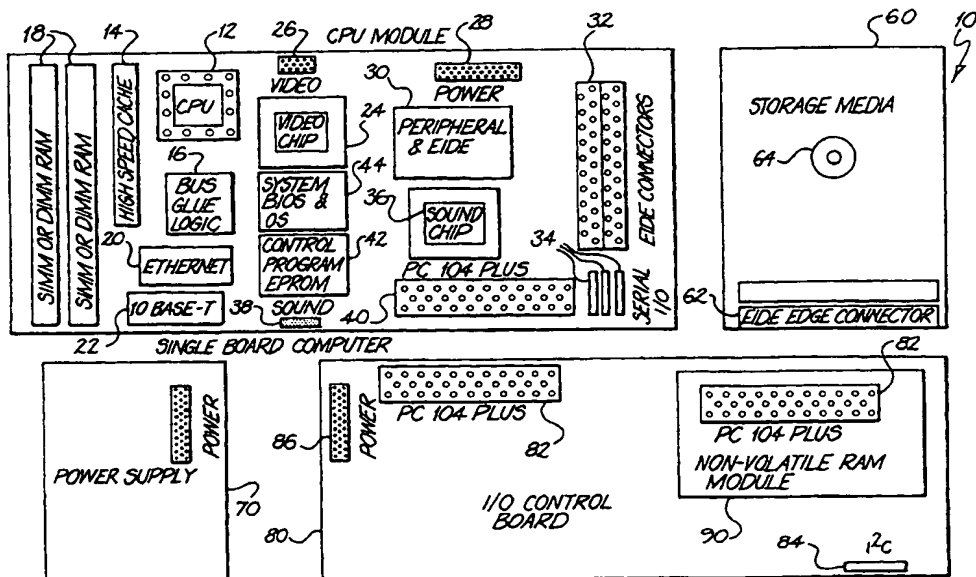 CPU MODULE
18
14
12
26
28
32
60
10
VIDEO
POWER
30
SIMM OR DIMM RAM
SIMM OR DIMM RAM
HIGH SPEED CACHE
CPU
VIDEO
CHIP
24
PERIPHERAL
& EIDE
EIDE CONNECTORS
STORAGE MEDIA
64
16
BUS
GLUE
LOGIC
SYSTEM
BIOS &
OS
44
36
SOUND
CHIP
20
ETHERNET
CONTROL
PROGRAM
EPROM
42
34
PC 104 PLUS
SERIAL
I/O
10 BASE-T
SOUND
38
40
62
EIDE EDGE CONNECTOR
22
SINGLE BOARD COMPUTER
POWER
POWER SUPPLY
70
86
POWER
PC 104 PLUS
82
82
PC 104 PLUS
NON-VOLATILE RAM
MODULE
I/O CONTROL
BOARD
80
90
84
I²C